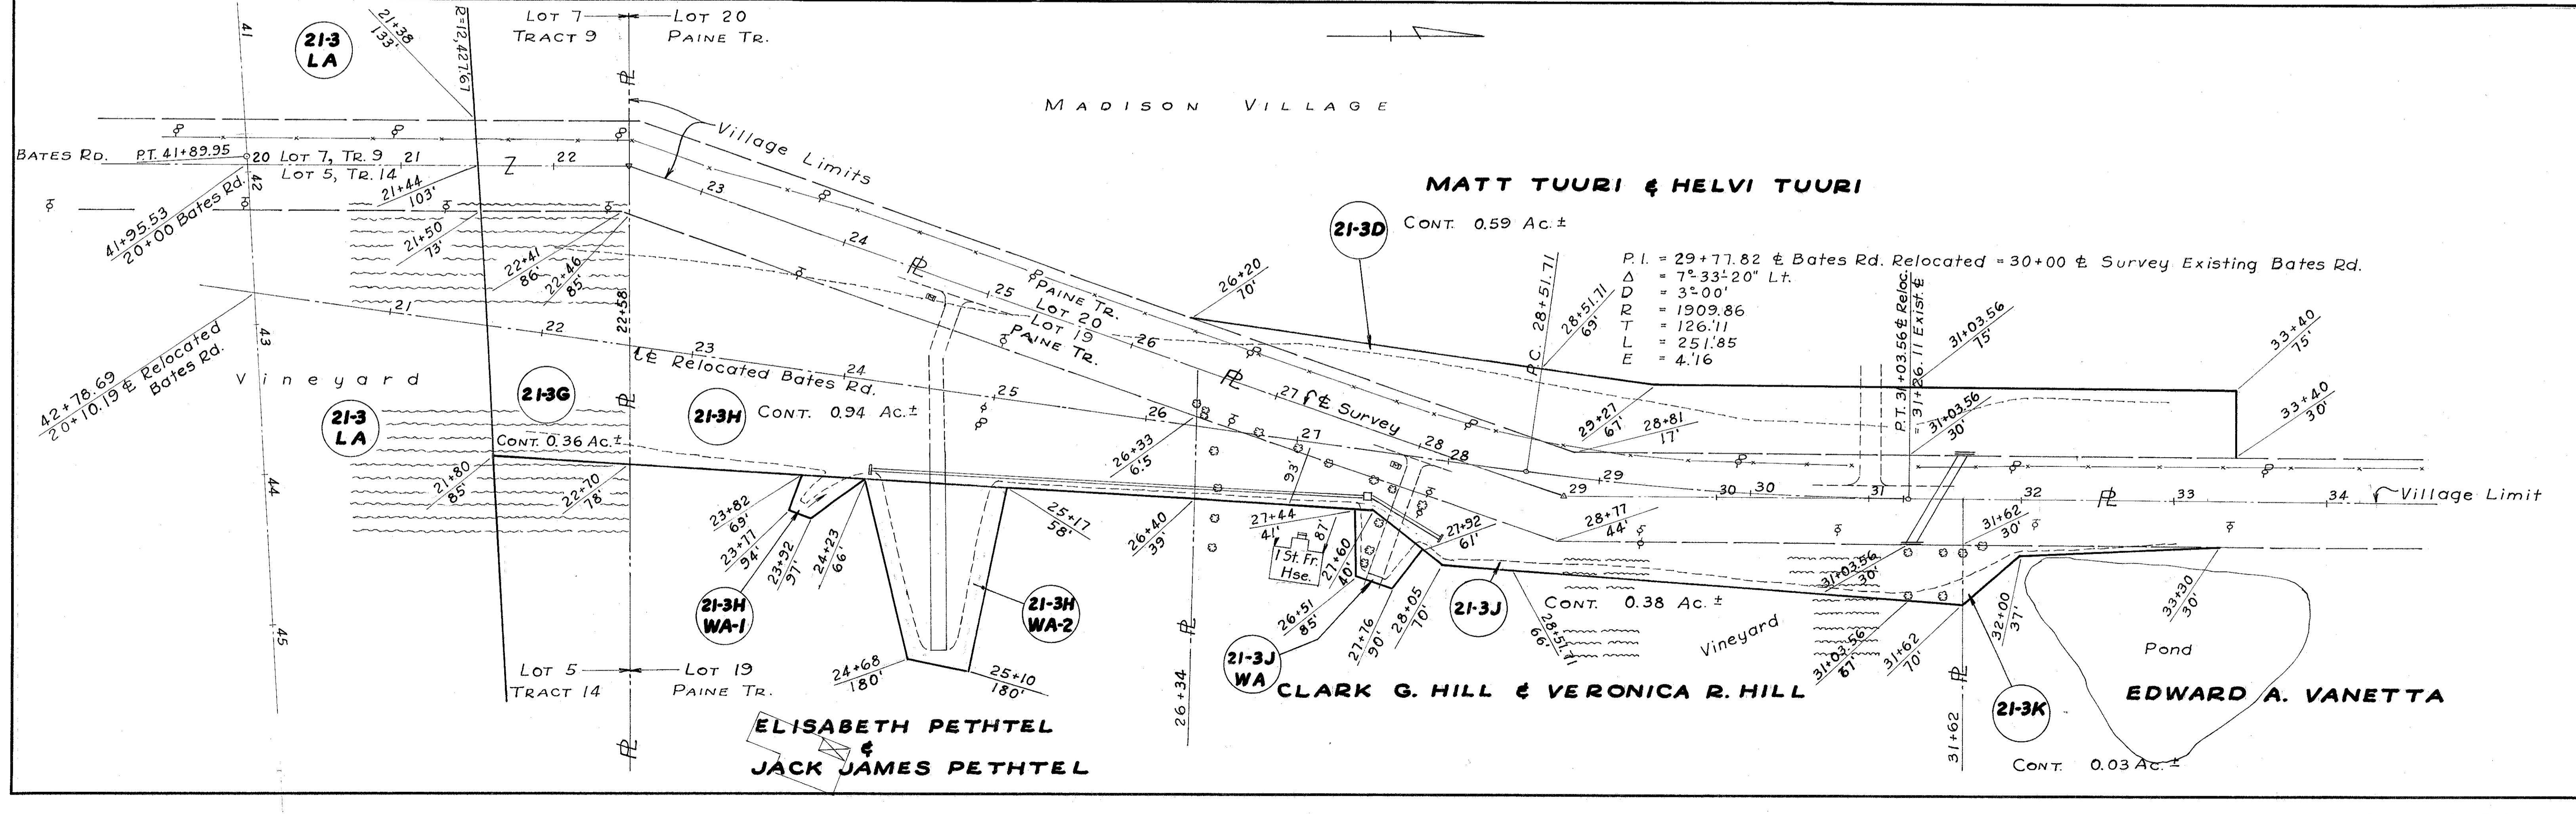 21-3
LA
21+38
133'
R=12,427.67
LOT 7
TRACT 9
LOT 20
PAINE TR.
41
MADISON VILLAGE
Village Limits
BATES RD.
P.T. 41+89.95
20 LOT 7, TR. 9 21
22
LOT 5, TR. 14
42
41+95.53
20+00 Bates Rd.
21+44
103'
21+50
73'
22+41
86'
22+46
85'
22+58
23
24
25
26
27
28
29
30
PAINE TR.
LOT 20
LOT 19
PAINE TR.
℄ Survey
MATT TUURI & HELVI TUURI
21-3D
CONT. 0.59 Ac.±
26+20
70'
P.C. 28+51.71
28+51.71
69'
P.I. = 29+77.82 ℄ Bates Rd. Relocated = 30+00 ℄ Survey Existing Bates Rd.
Δ = 7°-33'-20" Lt.
D = 3°-00'
R = 1909.86
T = 126.'11
L = 251.'85
E = 4.'16
P.T. 31+03.56 ℄ Reloc.
= 31+26.11 Exist. ℄
31+03.56
75'
33+40
75'
33+40
30'
31+03.56
30'
29+27
67'
28+81
17'
42+78.69
20+10.19 ℄ Relocated
Bates Rd.
43
44
45
Vineyard
21
22
23
24
25
26
27
28
29
30
31
32
33
34
℄ Relocated Bates Rd.
Village Limit
21-3
LA
21-3G
CONT. 0.36 Ac.±
21-3H
CONT. 0.94 Ac.±
21+80
85'
22+70
78'
23+82
69'
23+77
94'
23+92
97'
24+23
66'
25+17
58'
26+33
6.5
26+40
39'
93'
27+44
41'
87'
1 St. Fr.
Hse.
27+60
40'
27+92
61'
28+77
44'
31+62
30'
31+03.56
30'
21-3H
WA-1
21-3H
WA-2
24+68
180'
25+10
180'
26+34
26+51
85'
27+76
90'
28+05
70'
21-3J
WA
21-3J
CONT. 0.38 Ac.±
28+51.71
66'
Vineyard
31+03.56
67'
31+62
70'
32+00
37'
33+30
30'
Pond
LOT 5
TRACT 14
LOT 19
PAINE TR.
CLARK G. HILL & VERONICA R. HILL
21-3K
31+62
CONT. 0.03 Ac.±
EDWARD A. VANETTA
ELISABETH PETHTEL
&
JACK JAMES PETHTEL